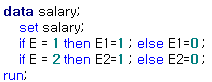 data salary;
set salary;
if E = 1 then E1=1 ; else E1=0 ;
if E = 2 then E2=1 ; else E2=0 ;
run;